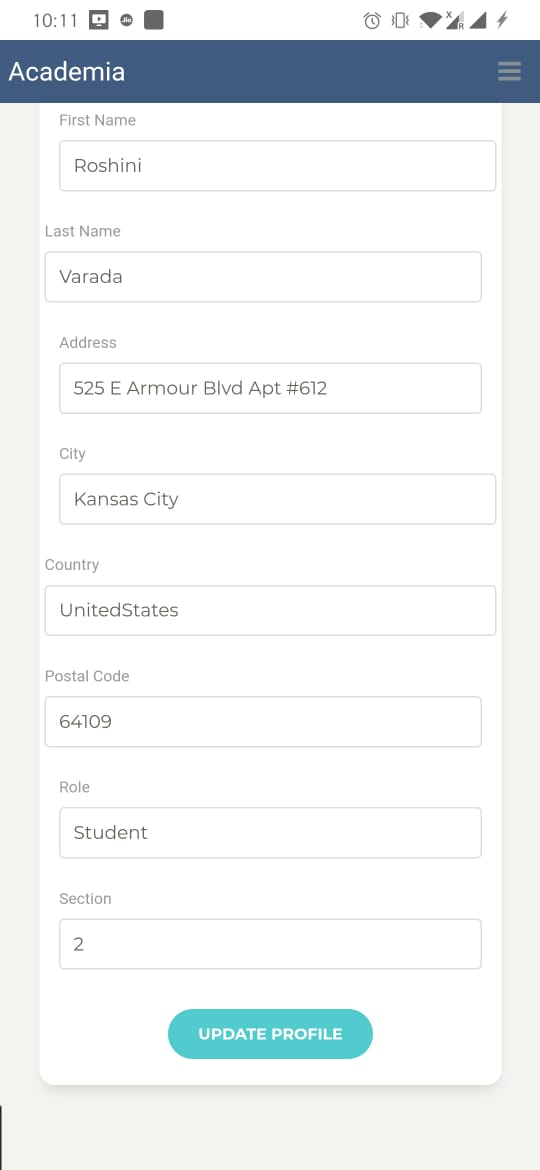 10:11
Jio
X
R
Academia
First Name
Roshini
Last Name
Varada
Address
525 E Armour Blvd Apt #612
City
Kansas City
Country
UnitedStates
Postal Code
64109
Role
Student
Section
2
UPDATE PROFILE